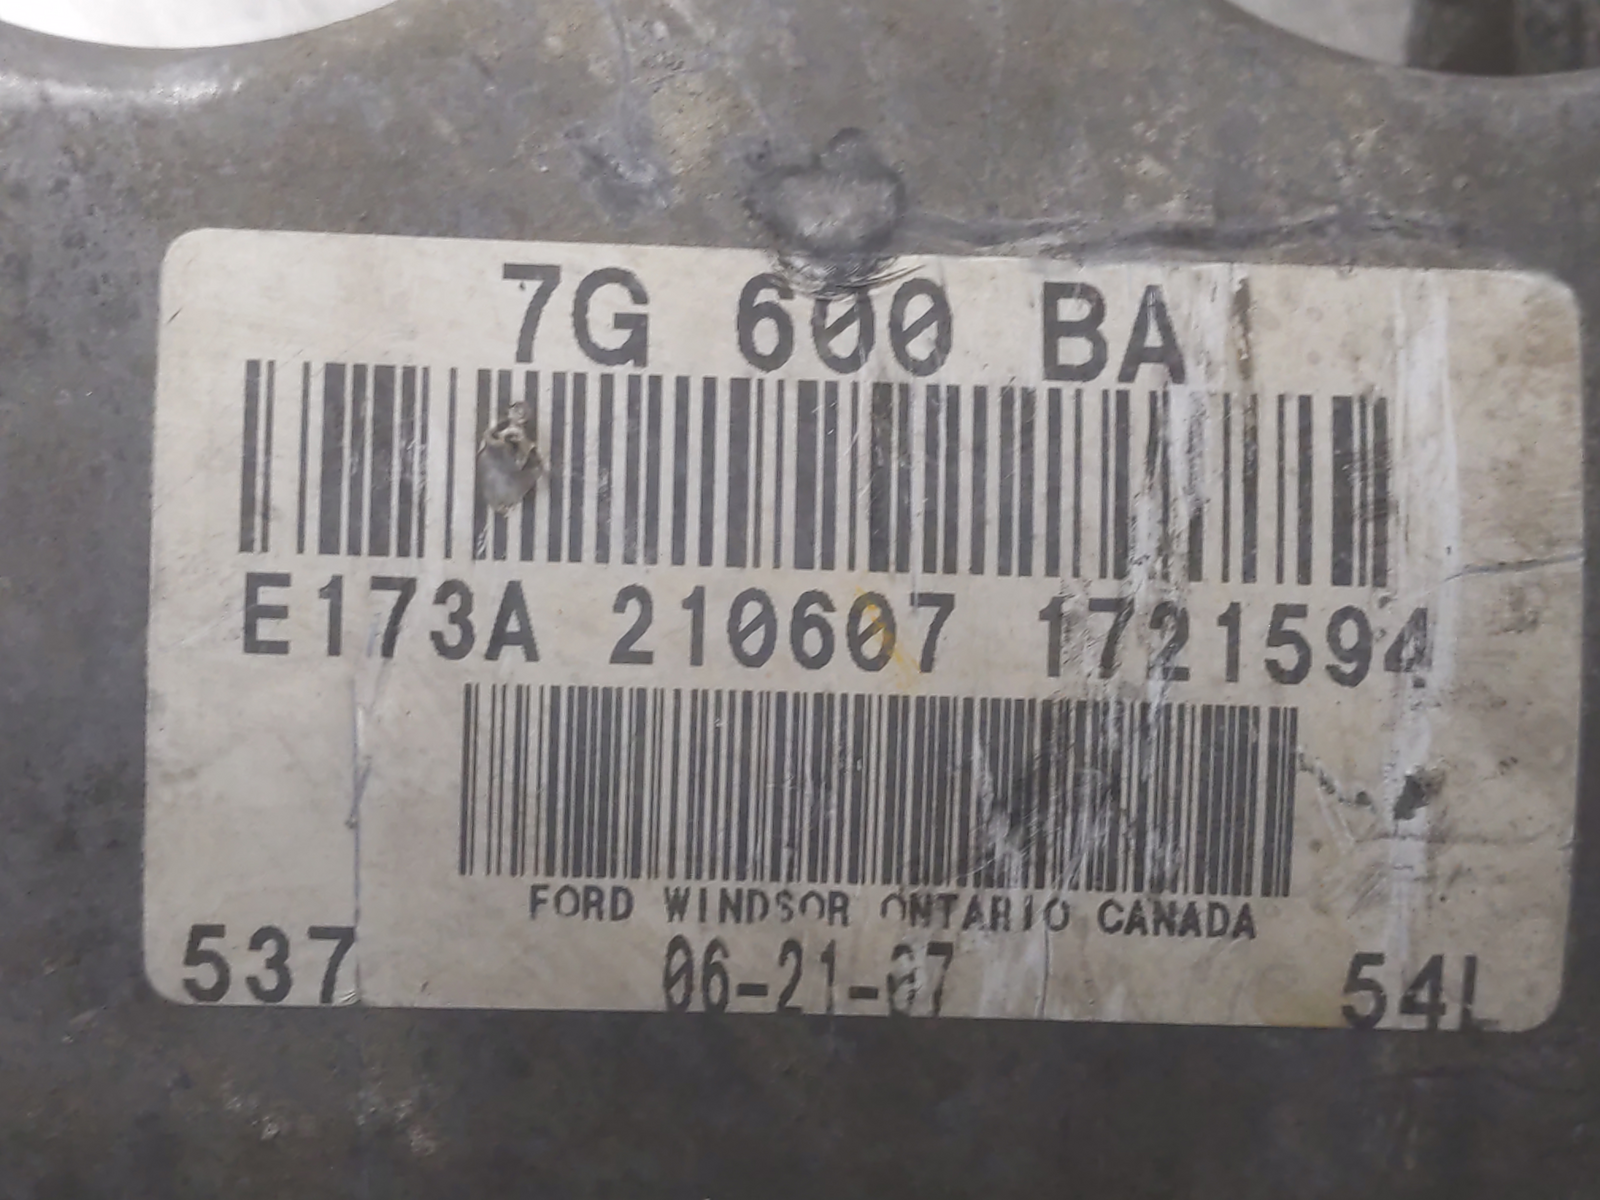 7G 600 BA
E173A 210607 1721594
FORD WINDSOR ONTARIO CANADA
537 06-21-07 54L